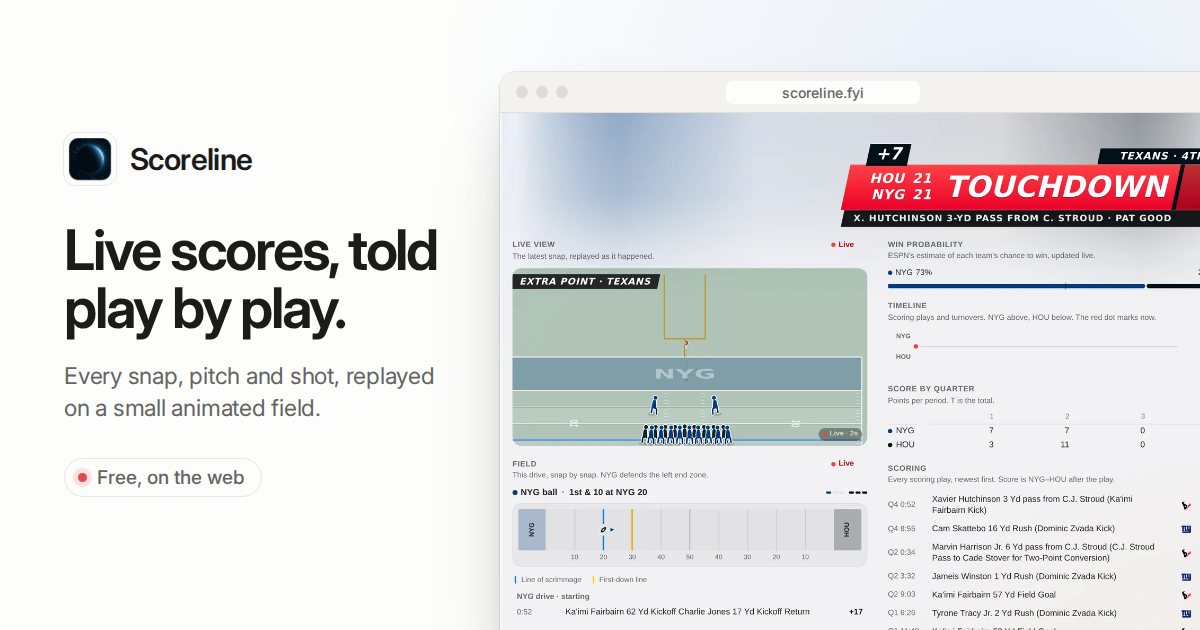 Scoreline
Live scores, told
play by play.
Every snap, pitch and shot, replayed
on a small animated field.
Free, on the web
scoreline.fyi
+7
TEXANS · 4TH
HOU 21
NYG 21
TOUCHDOWN
X. HUTCHINSON 3-YD PASS FROM C. STROUD · PAT GOOD
LIVE VIEW
Live
The latest snap, replayed as it happened.
EXTRA POINT · TEXANS
NYG
Live · 2s
FIELD
Live
This drive, snap by snap. NYG defends the left end zone.
NYG ball · 1st & 10 at NYG 20
NYG
HOU
10 20 30 40 50 40 30 20 10
Line of scrimmage
First-down line
NYG drive · starting
0:52 Ka'imi Fairbairn 62 Yd Kickoff Charlie Jones 17 Yd Kickoff Return +17
WIN PROBABILITY
ESPN's estimate of each team's chance to win, updated live.
NYG 73%
TIMELINE
Scoring plays and turnovers. NYG above, HOU below. The red dot marks now.
NYG
HOU
SCORE BY QUARTER
Points per period. T is the total.
1 2 3
NYG 7 7 0
HOU 3 11 0
SCORING
Every scoring play, newest first. Score is NYG–HOU after the play.
Q4 0:52 Xavier Hutchinson 3 Yd pass from C.J. Stroud (Ka'imi
Fairbairn Kick)
Q4 8:55 Cam Skattebo 16 Yd Rush (Dominic Zvada Kick)
Q2 0:34 Marvin Harrison Jr. 6 Yd pass from C.J. Stroud (C.J. Stroud
Pass to Cade Stover for Two-Point Conversion)
Q2 3:32 Jameis Winston 1 Yd Rush (Dominic Zvada Kick)
Q2 9:03 Ka'imi Fairbairn 57 Yd Field Goal
Q1 6:26 Tyrone Tracy Jr. 2 Yd Rush (Dominic Zvada Kick)